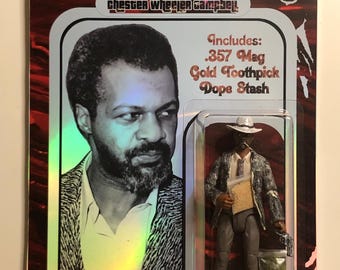 Chester Wheeler Campbell
Includes:
.357 Mag
Gold Toothpick
Dope Stash